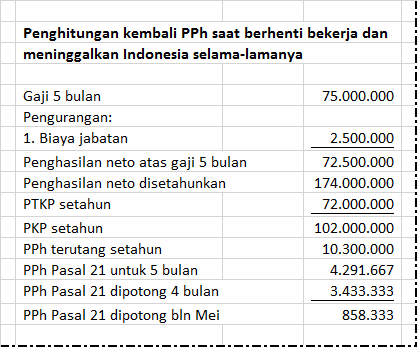 Penghitungan kembali PPh saat berhenti bekerja dan
meninggalkan Indonesia selama-lamanya
Gaji 5 bulan 75.000.000
Pengurangan:
1. Biaya jabatan 2.500.000
Penghasilan neto atas gaji 5 bulan 72.500.000
Penghasilan neto disetahunkan 174.000.000
PTKP setahun 72.000.000
PKP setahun 102.000.000
PPh terutang setahun 10.300.000
PPh Pasal 21 untuk 5 bulan 4.291.667
PPh Pasal 21 dipotong 4 bulan 3.433.333
PPh Pasal 21 dipotong bln Mei 858.333